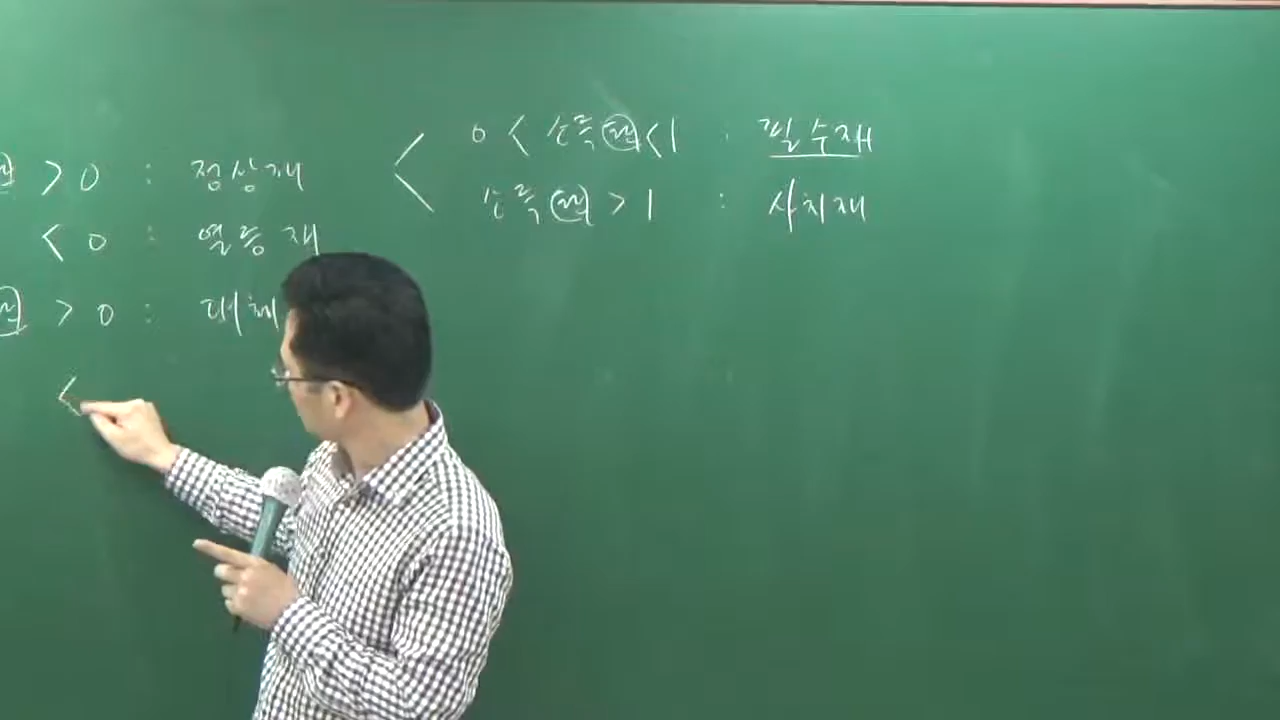 > 0 : 정상재
< 0 : 열등재
> 0 : 대체
<
0 < 소득탄 < 1 : 필수재
소득탄 > 1 : 사치재